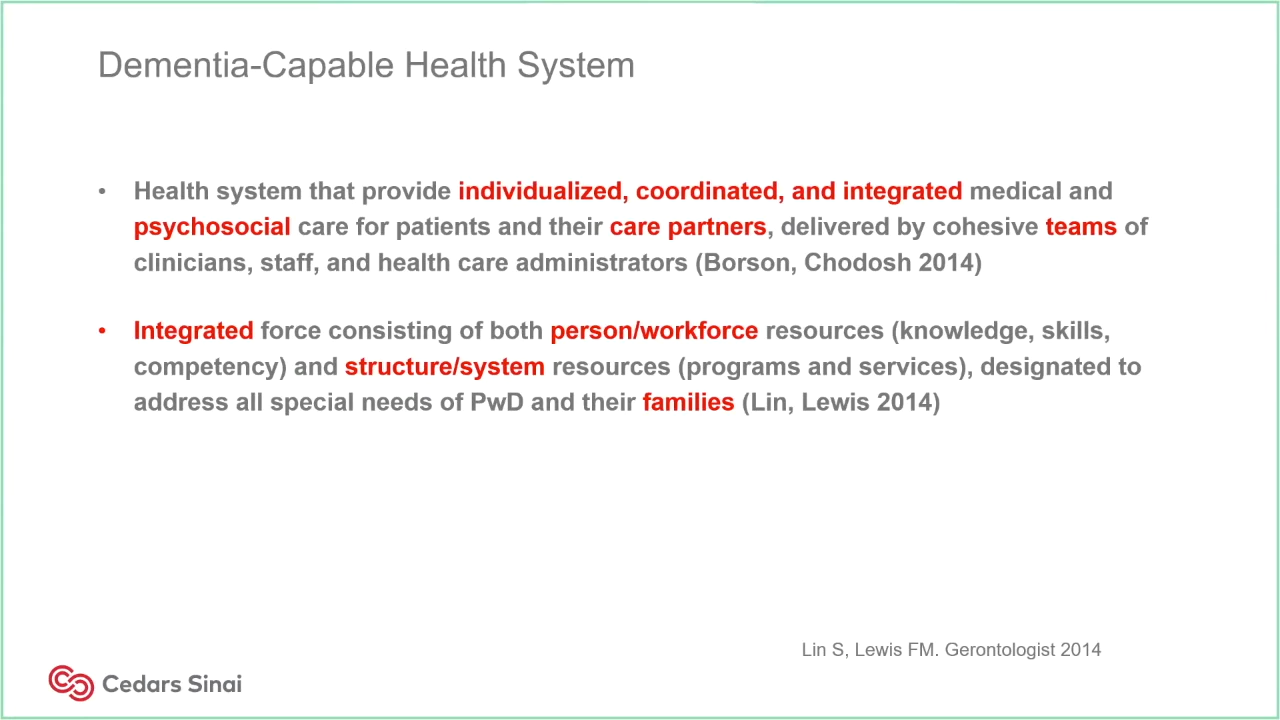 Dementia-Capable Health System
• Health system that provide individualized, coordinated, and integrated medical and
psychosocial care for patients and their care partners, delivered by cohesive teams of
clinicians, staff, and health care administrators (Borson, Chodosh 2014)
• Integrated force consisting of both person/workforce resources (knowledge, skills,
competency) and structure/system resources (programs and services), designated to
address all special needs of PwD and their families (Lin, Lewis 2014)
Lin S, Lewis FM. Gerontologist 2014
Cedars Sinai